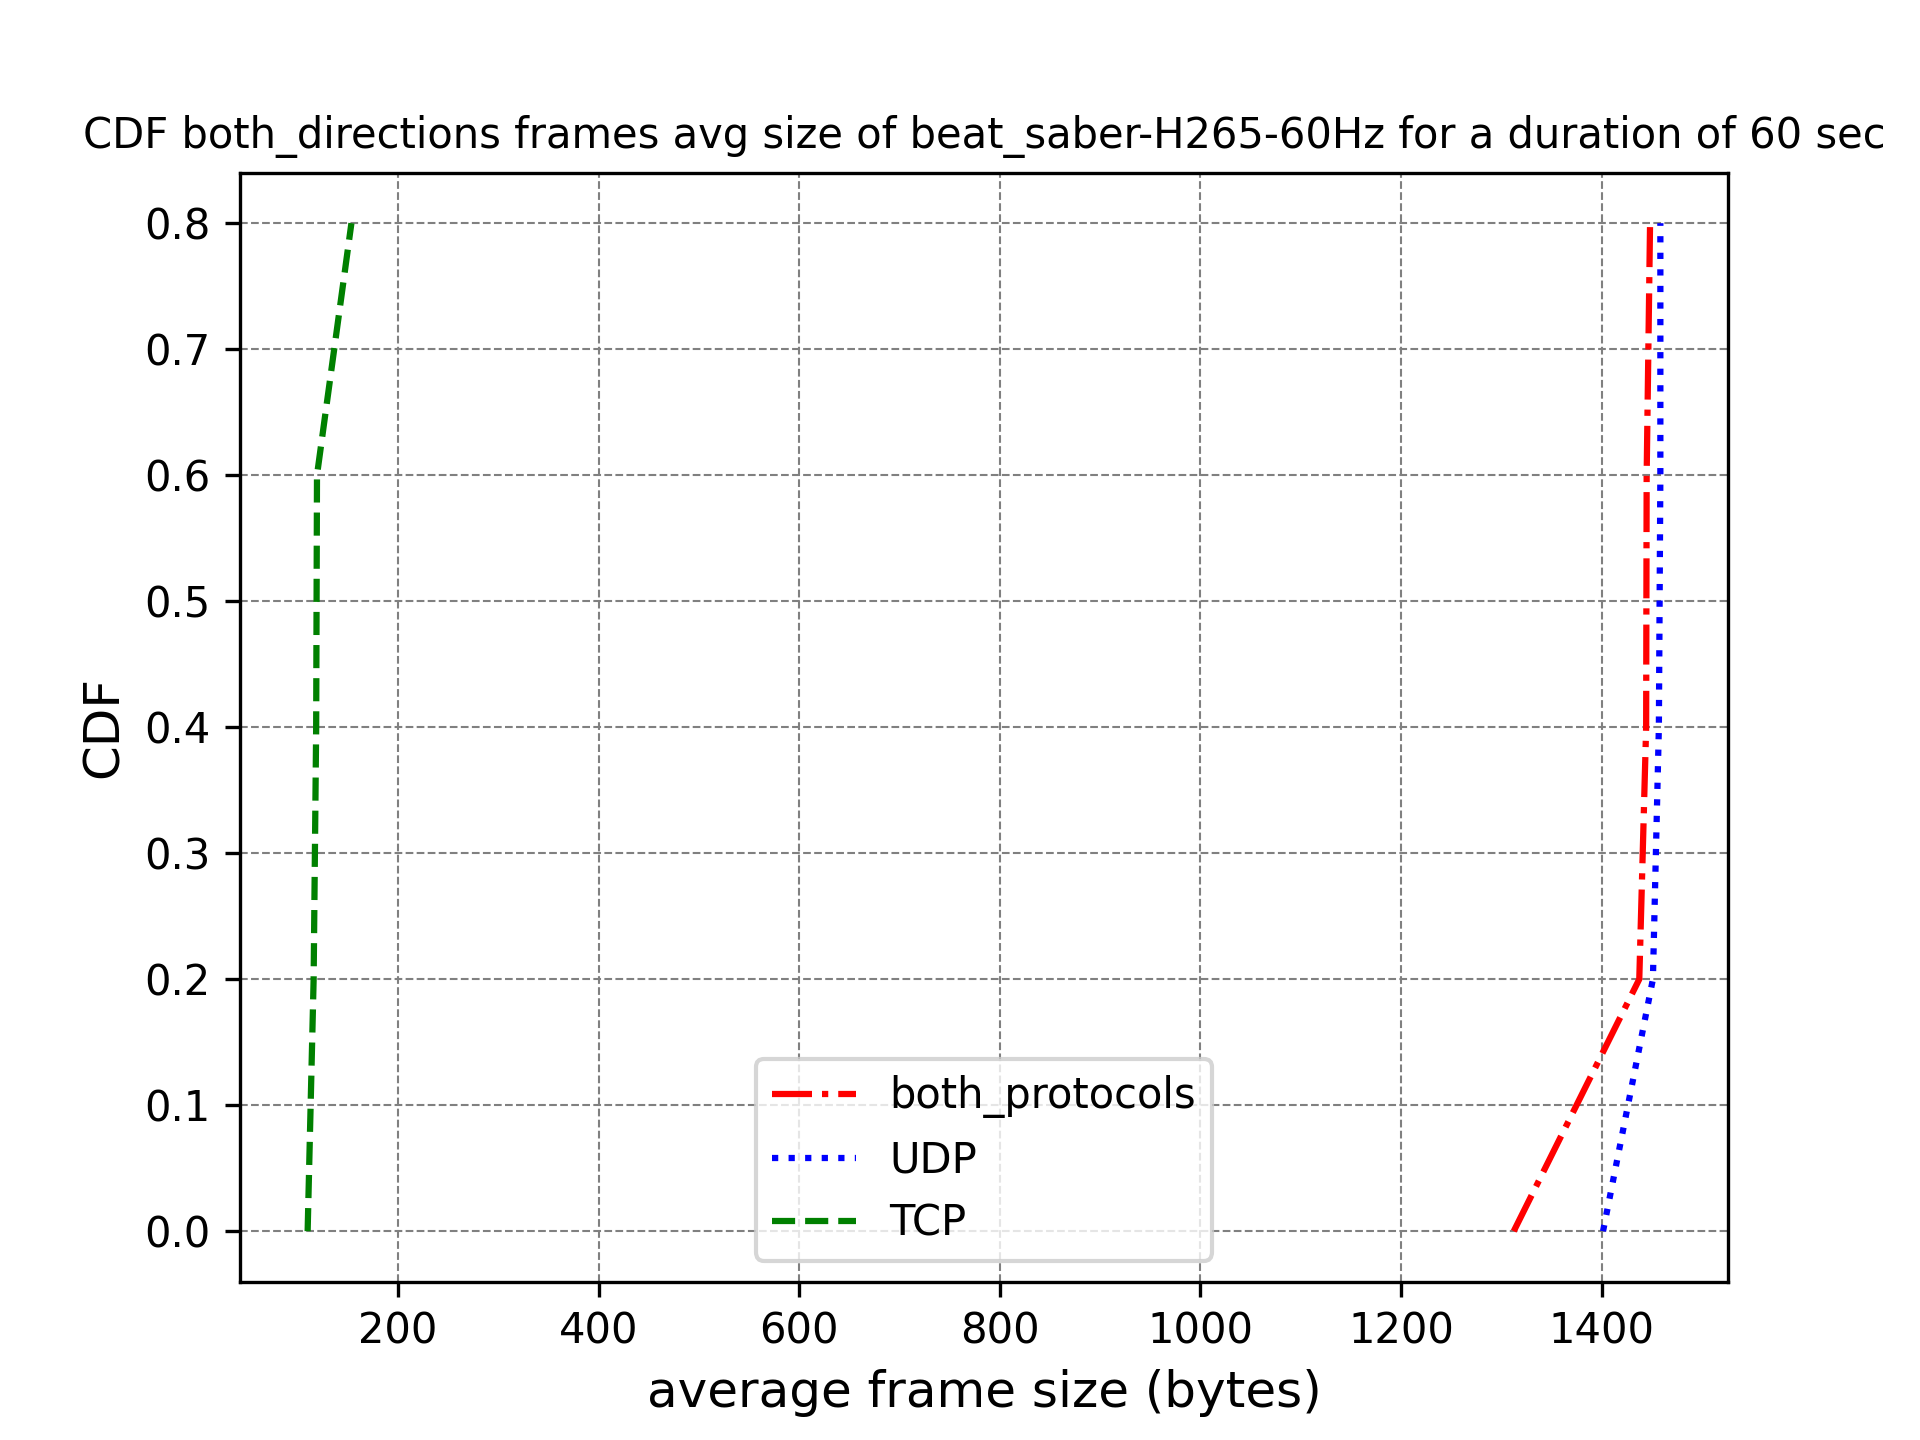 CDF both_directions frames avg size of beat_saber-H265-60Hz for a duration of 60 sec
0.8
0.7
0.6
0.5
0.4
0.3
0.2
0.1
0.0
CDF
both_protocols
UDP
TCP
200 400 600 800 1000 1200 1400
average frame size (bytes)